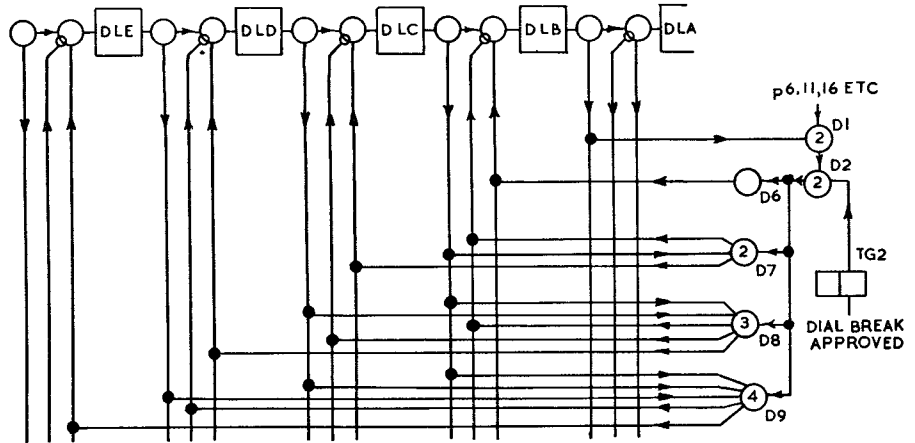 DLE DLD DLC DLB DLA
P6,11,16 ETC
D1
2
D2
2
D6
2
D7
TG2
3
D8
DIAL BREAK
APPROVED
4
D9